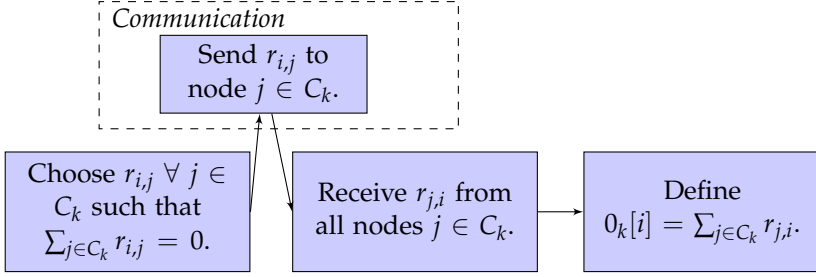 Communication
Send r_{i,j} to
node j ∈ C_k.
Choose r_{i,j} ∀ j ∈
C_k such that
∑_{j∈C_k} r_{i,j} = 0.
Receive r_{j,i} from
all nodes j ∈ C_k.
Define
0_k[i] = ∑_{j∈C_k} r_{j,i}.